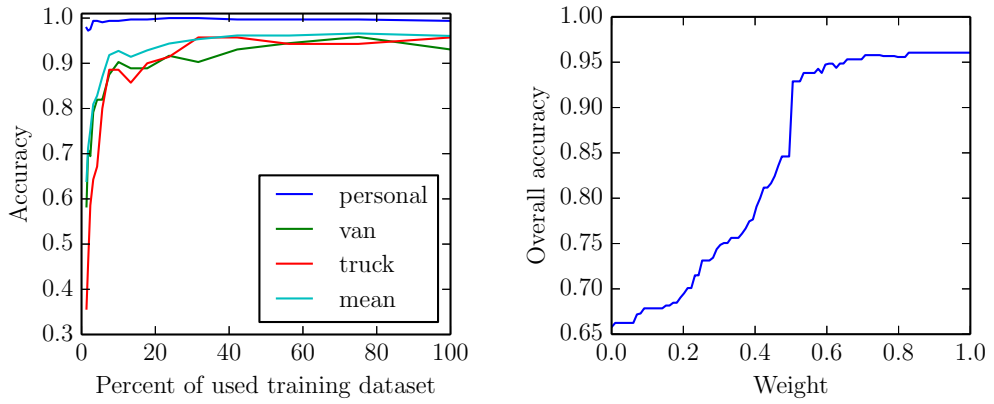 1.0
0.9
0.8
0.7
0.6
0.5
0.4
0.3
Accuracy
personal
van
truck
mean
0 20 40 60 80 100
Percent of used training dataset
1.00
0.95
0.90
0.85
0.80
0.75
0.70
0.65
Overall accuracy
0.0 0.2 0.4 0.6 0.8 1.0
Weight